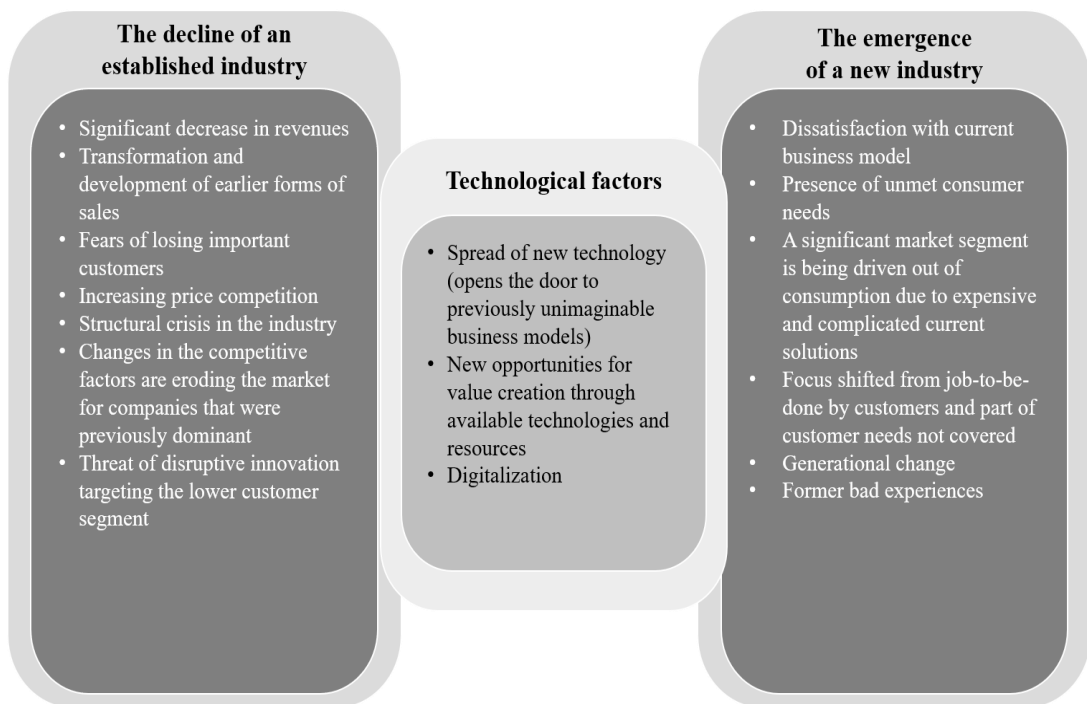 The decline of an
established industry
• Significant decrease in revenues
• Transformation and
development of earlier forms of
sales
• Fears of losing important
customers
• Increasing price competition
• Structural crisis in the industry
• Changes in the competitive
factors are eroding the market
for companies that were
previously dominant
• Threat of disruptive innovation
targeting the lower customer
segment
Technological factors
• Spread of new technology
(opens the door to
previously unimaginable
business models)
• New opportunities for
value creation through
available technologies and
resources
• Digitalization
The emergence
of a new industry
• Dissatisfaction with current
business model
• Presence of unmet consumer
needs
• A significant market segment
is being driven out of
consumption due to expensive
and complicated current
solutions
• Focus shifted from job-to-be-
done by customers and part of
customer needs not covered
• Generational change
• Former bad experiences